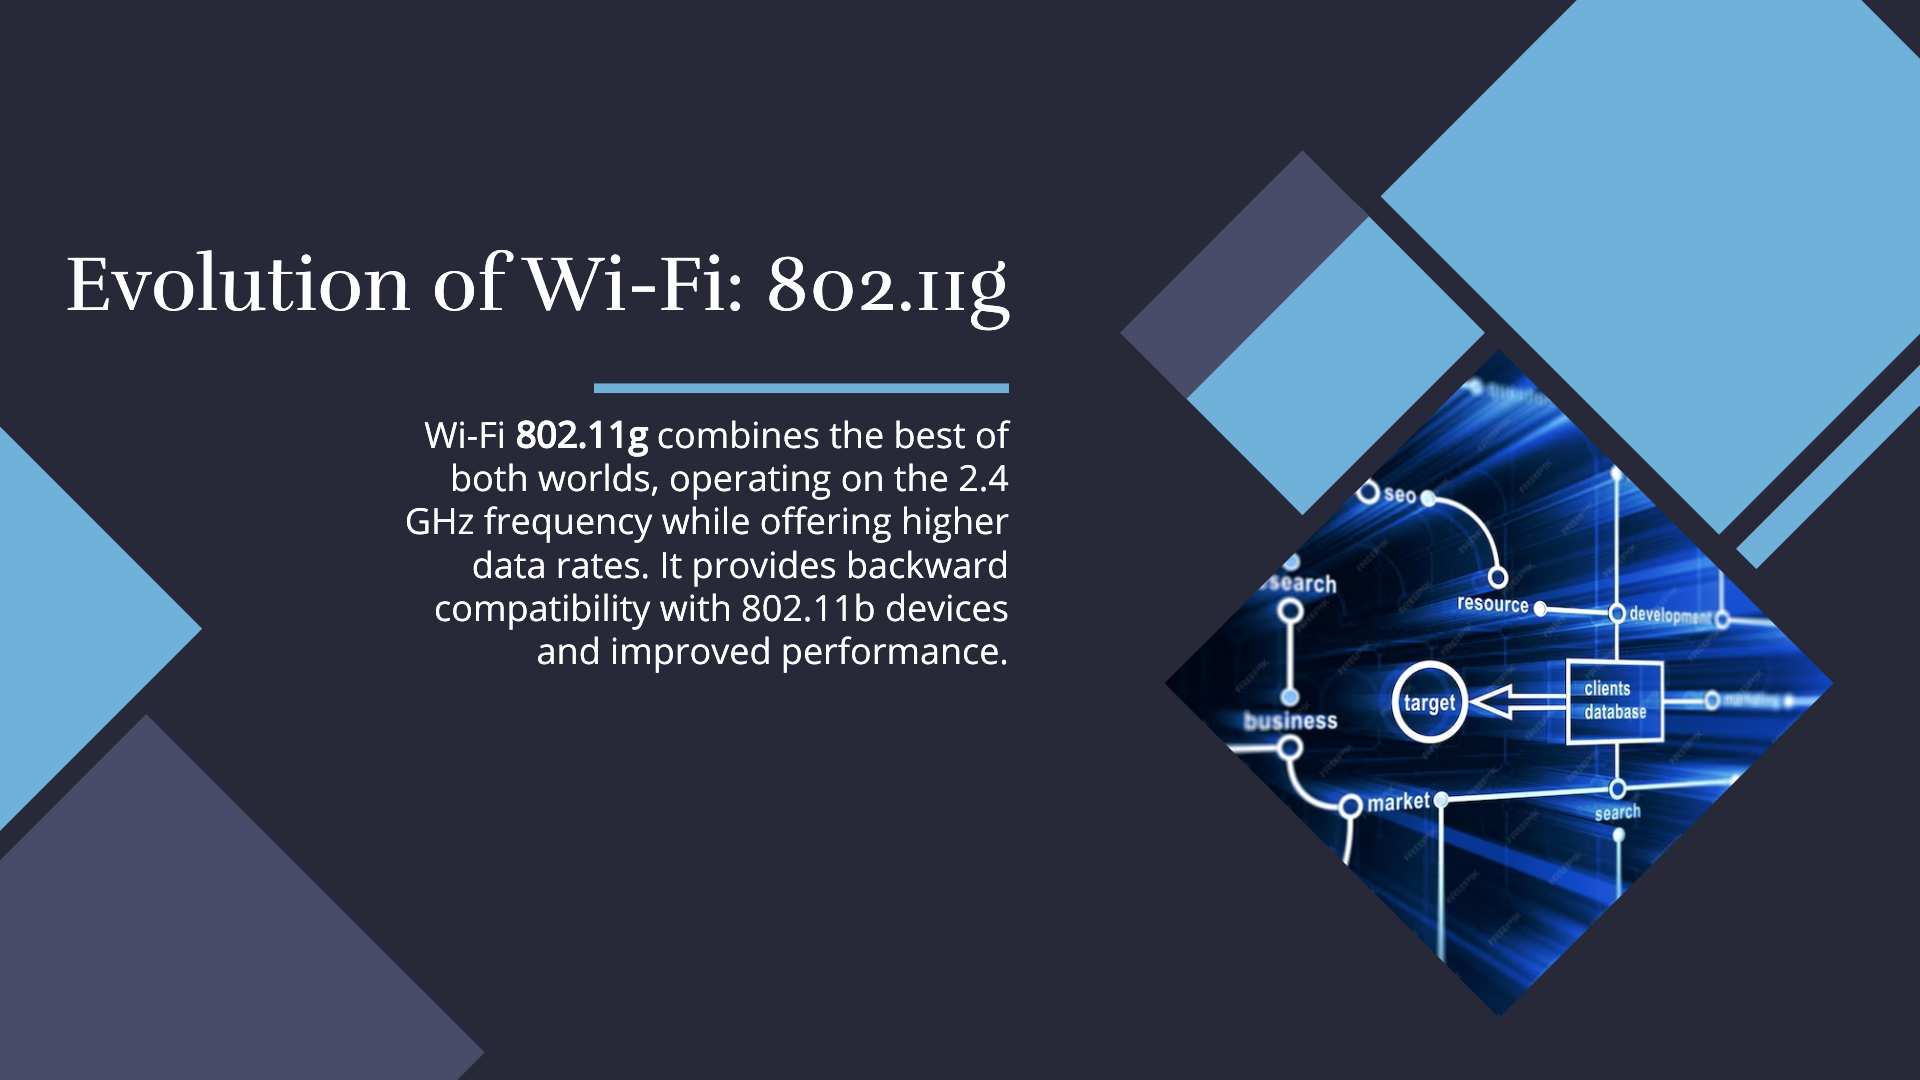 Evolution of Wi-Fi: 802.11g
Wi-Fi 802.11g combines the best of
both worlds, operating on the 2.4
GHz frequency while offering higher
data rates. It provides backward
compatibility with 802.11b devices
and improved performance.
seo
search
resource
development
clients
database
target
marketing
business
market
search